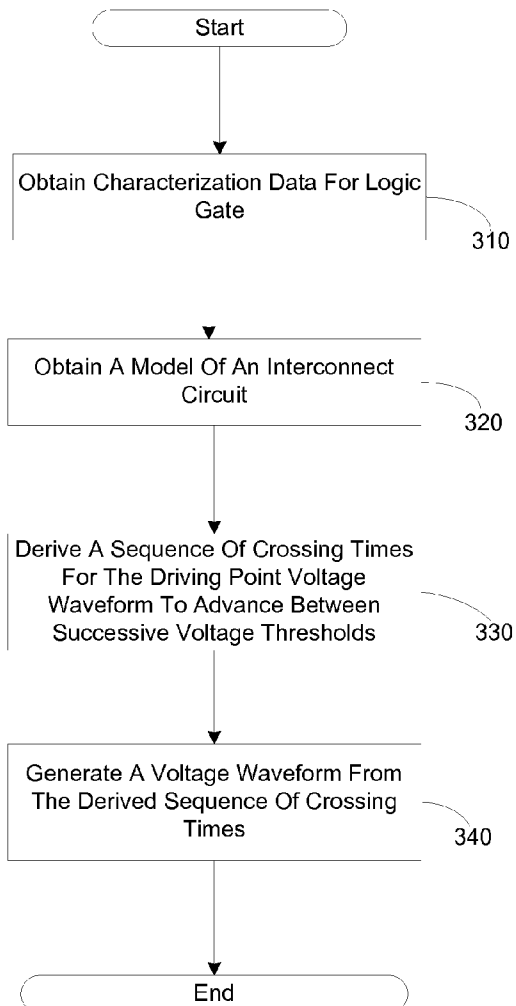 Start
Obtain Characterization Data For Logic
Gate
310
Obtain A Model Of An Interconnect
Circuit
320
Derive A Sequence Of Crossing Times
For The Driving Point Voltage
Waveform To Advance Between
Successive Voltage Thresholds
330
Generate A Voltage Waveform From
The Derived Sequence Of Crossing
Times
340
End